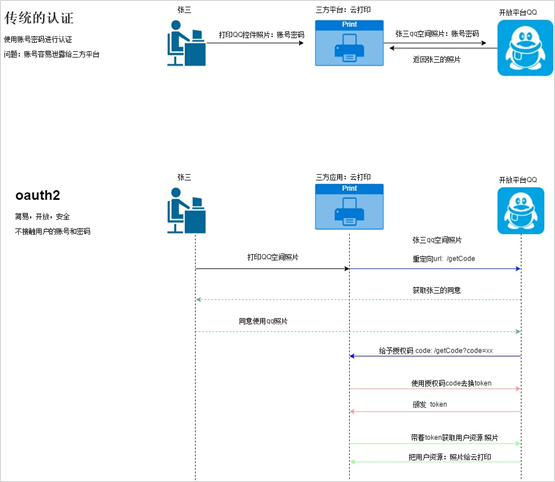 传统的认证
使用账号密码进行认证
问题：账号容易泄露给三方平台
张三
三方平台：云打印
开放平台QQ
Print
打印QQ控件照片：账号密码
张三qq空间照片：账号密码
返回张三的照片
oauth2
简易，开放，安全
不接触用户的账号和密码
张三
三方应用：云打印
开放平台QQ
Print
张三qq空间照片
打印QQ空间照片
重定向url: /getCode
获取张三的同意
同意使用qq照片
给予授权码 code: /getCode?code=xx
使用授权码code去换token
颁发 token
带着token获取用户资源:照片
把用户资源：照片给云打印